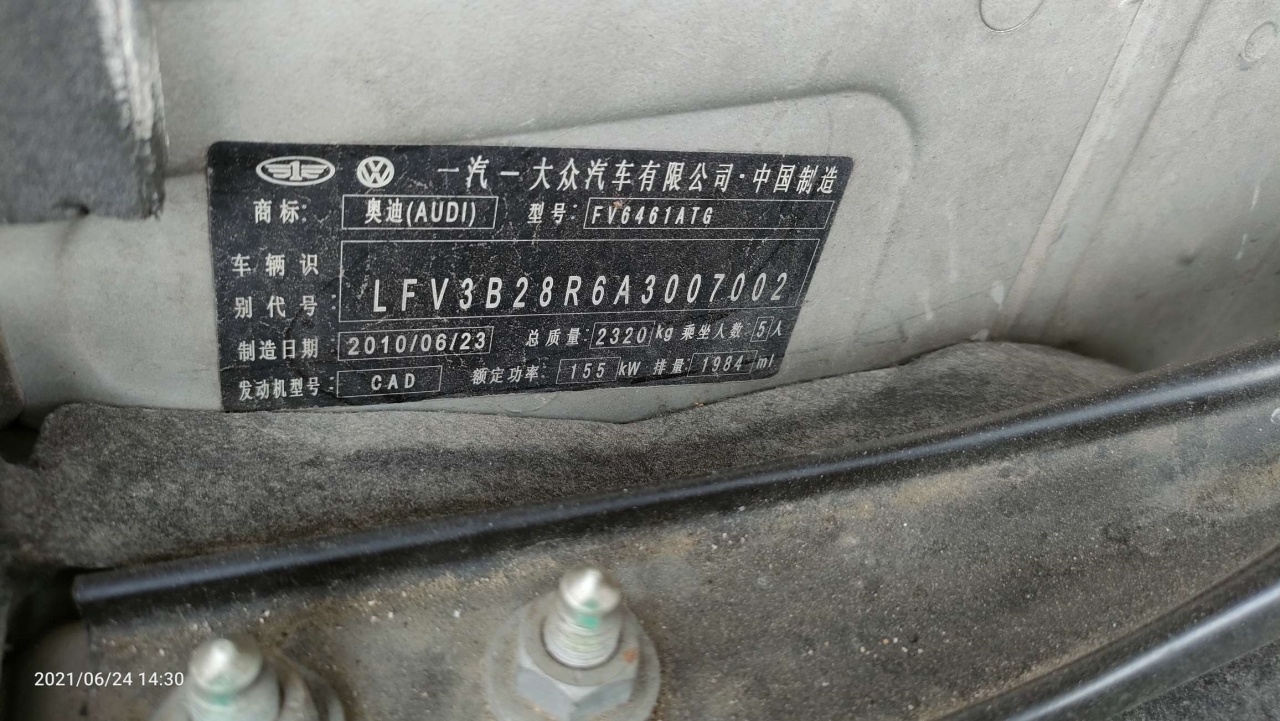 一汽一大众汽车有限公司·中国制造
商标: 奥迪(AUDI) 型号: FV6461ATG
车辆识
别代号: LFV3B28R6A3007002
制造日期 2010/06/23 总质量: 2320 kg 乘坐人数: 5 人
发动机型号: CAD 额定功率: 155 kW 排量: 1984 ml
2021/06/24 14:30